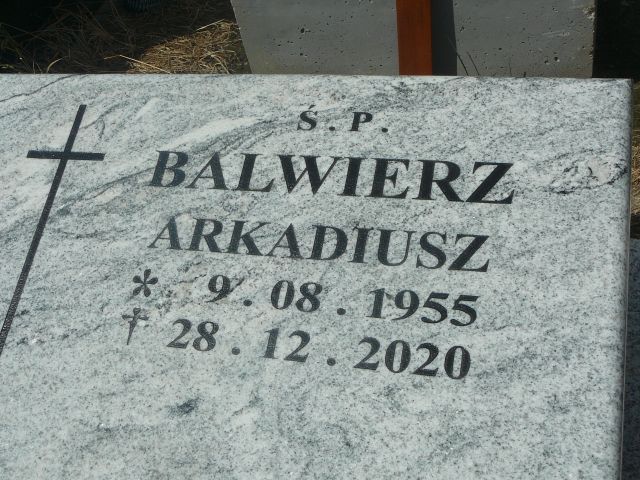 Ś. P.
BALWIERZ
ARKADIUSZ
* 9. 08. 1955
† 28. 12. 2020